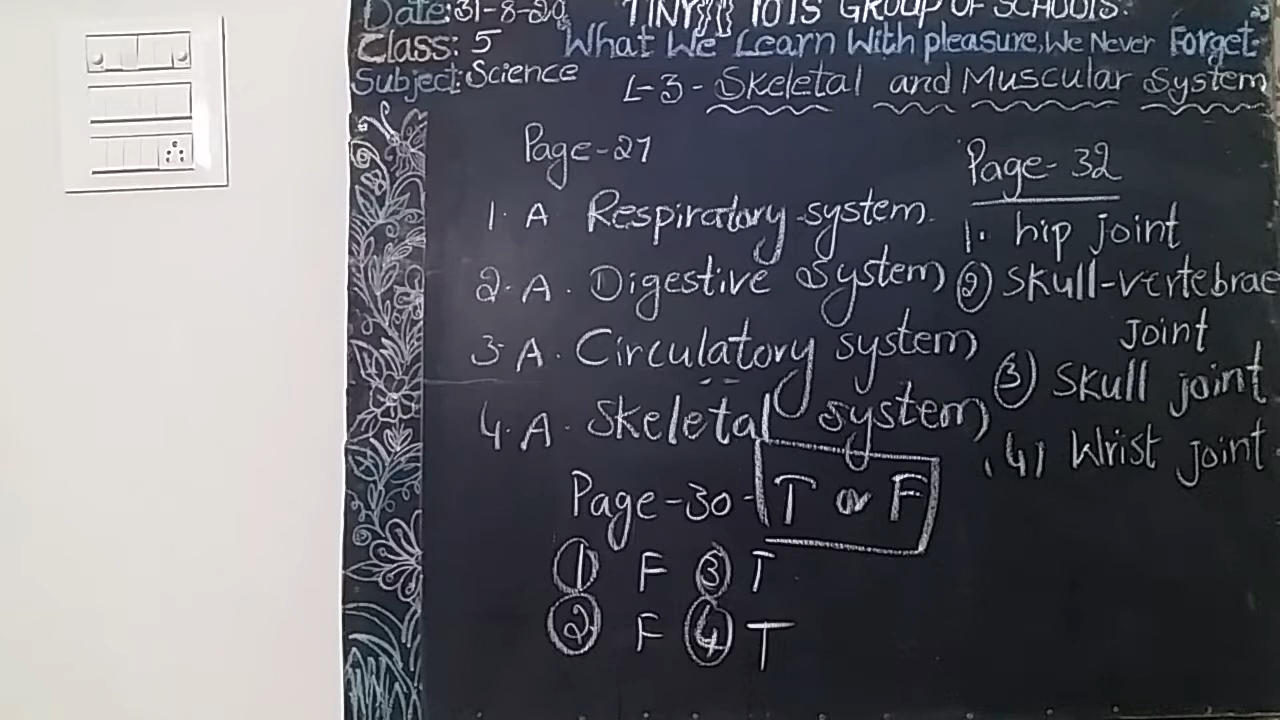 Date: 31-8-20 TINY TOTS GROUP OF SCHOOLS.
Class: 5 What We Learn With pleasure, We Never Forget.
Subject: Science L-3 - Skeletal and Muscular System
Page-27
1. A Respiratory system.
2. A. Digestive system
3. A. Circulatory system
4. A. Skeletal system
Page-30 - T or F
1 F 3 T
2 F 4 T
Page-32
1. hip joint
2 Skull-vertebrae
Joint
3) Skull joint
(4) Wrist joint